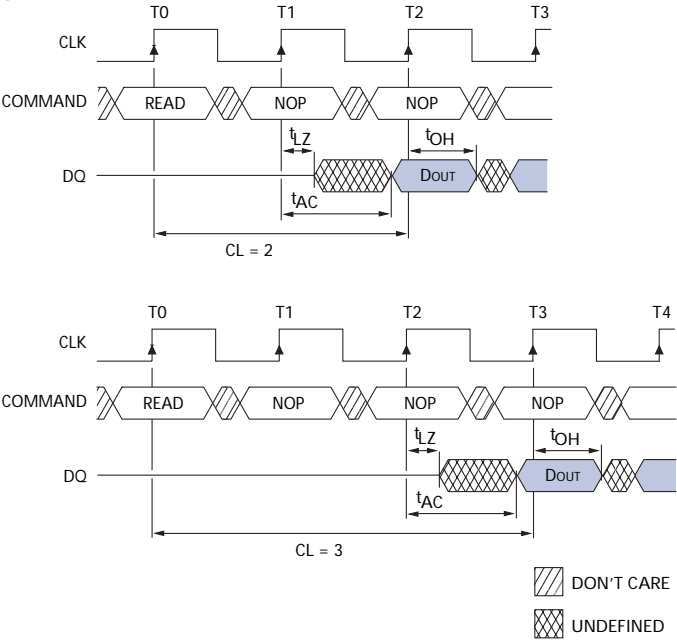 T0 T1 T2 T3
CLK
COMMAND READ NOP NOP
tLZ tOH
DQ DOUT
tAC
CL = 2
T0 T1 T2 T3 T4
CLK
COMMAND READ NOP NOP NOP
tLZ tOH
DQ DOUT
tAC
CL = 3
DON'T CARE
UNDEFINED